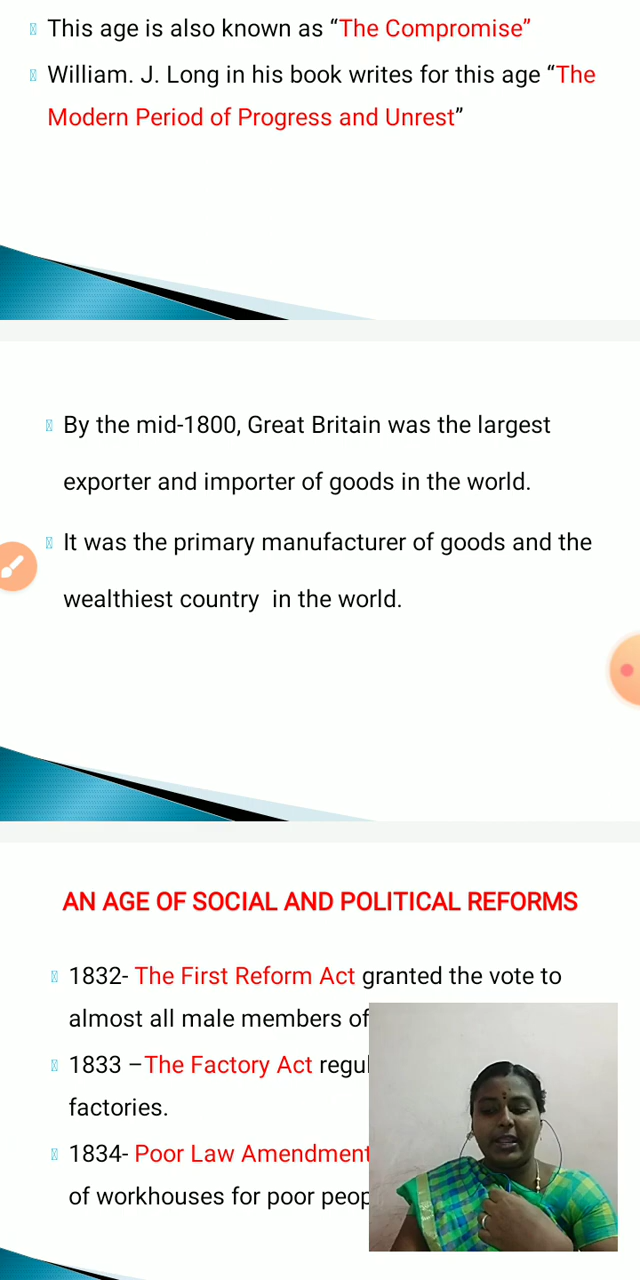 This age is also known as “The Compromise”
William. J. Long in his book writes for this age “The
Modern Period of Progress and Unrest”
By the mid-1800, Great Britain was the largest
exporter and importer of goods in the world.
It was the primary manufacturer of goods and the
wealthiest country in the world.
AN AGE OF SOCIAL AND POLITICAL REFORMS
1832- The First Reform Act granted the vote to
almost all male members of
1833 –The Factory Act
factories.
1834- Poor Law Amendment
of workhouses for poor